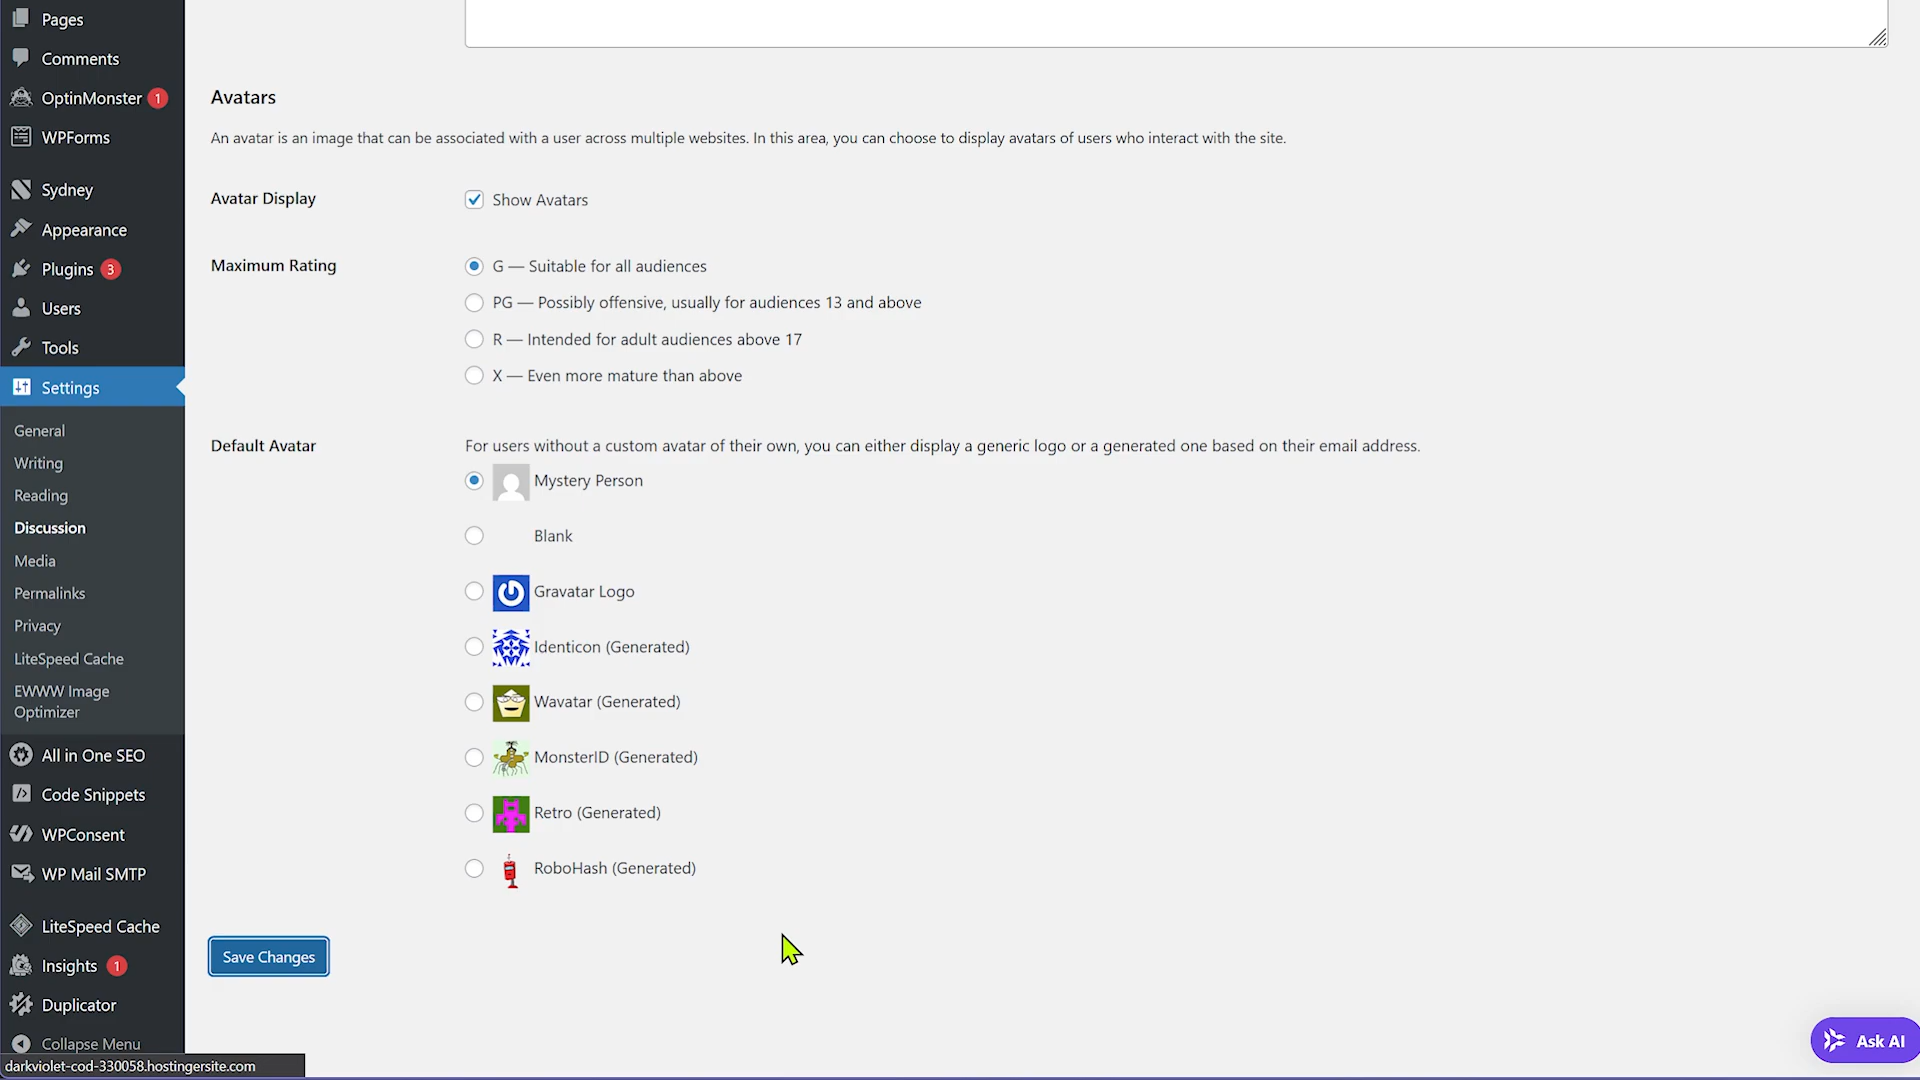 Pages
Comments
OptinMonster 1
WPForms
Sydney
Appearance
Plugins 3
Users
Tools
Settings
General
Writing
Reading
Discussion
Media
Permalinks
Privacy
LiteSpeed Cache
EWWW Image
Optimizer
All in One SEO
Code Snippets
WPConsent
WP Mail SMTP
LiteSpeed Cache
Insights 1
Duplicator
Collapse Menu
darkviolet-cod-330058.hostingersite.com
Avatars
An avatar is an image that can be associated with a user across multiple websites. In this area, you can choose to display avatars of users who interact with the site.
Avatar Display
Show Avatars
Maximum Rating
G — Suitable for all audiences
PG — Possibly offensive, usually for audiences 13 and above
R — Intended for adult audiences above 17
X — Even more mature than above
Default Avatar
For users without a custom avatar of their own, you can either display a generic logo or a generated one based on their email address.
Mystery Person
Blank
Gravatar Logo
Identicon (Generated)
Wavatar (Generated)
MonsterID (Generated)
Retro (Generated)
RoboHash (Generated)
Save Changes
Ask AI